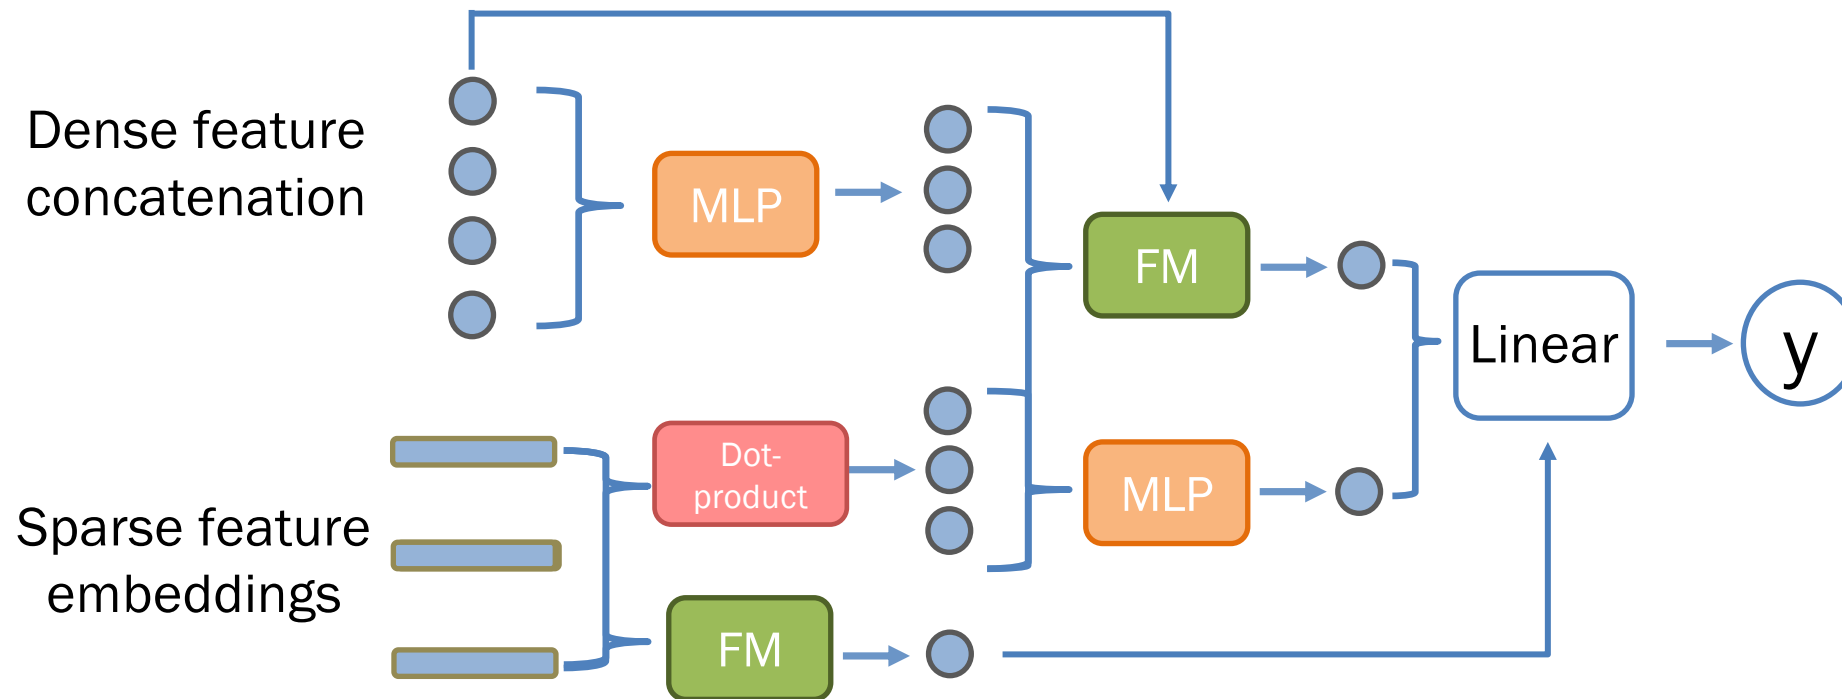 Dense feature
concatenation
MLP
FM
Linear
y
Dot-
product
MLP
Sparse feature
embeddings
FM